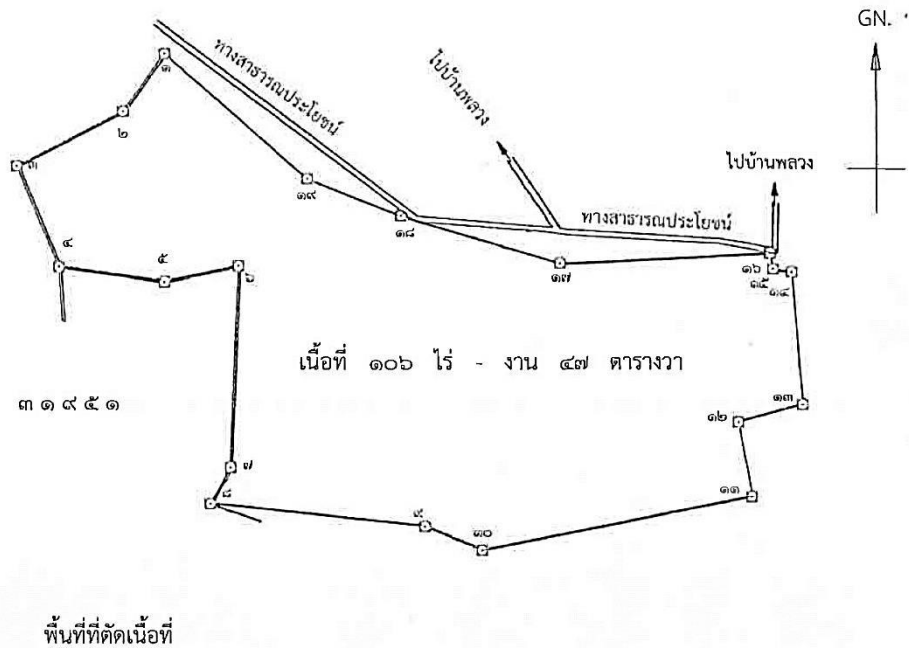 GN.
ทางสาธารณประโยชน์
ไปบ้านพลวง
ไปบ้านพลวง
ทางสาธารณประโยชน์
๑
๒
๓
๔
๕
๖
๗
๘
๙
๑๐
๑๑
๑๒
๑๓
๑๔
๑๕
๑๖
๑๗
๑๘
๑๙
เนื้อที่ ๑๐๖ ไร่ - งาน ๔๗ ตารางวา
๓ ๑ ๙ ๕ ๑
พื้นที่ที่ตัดเนื้อที่